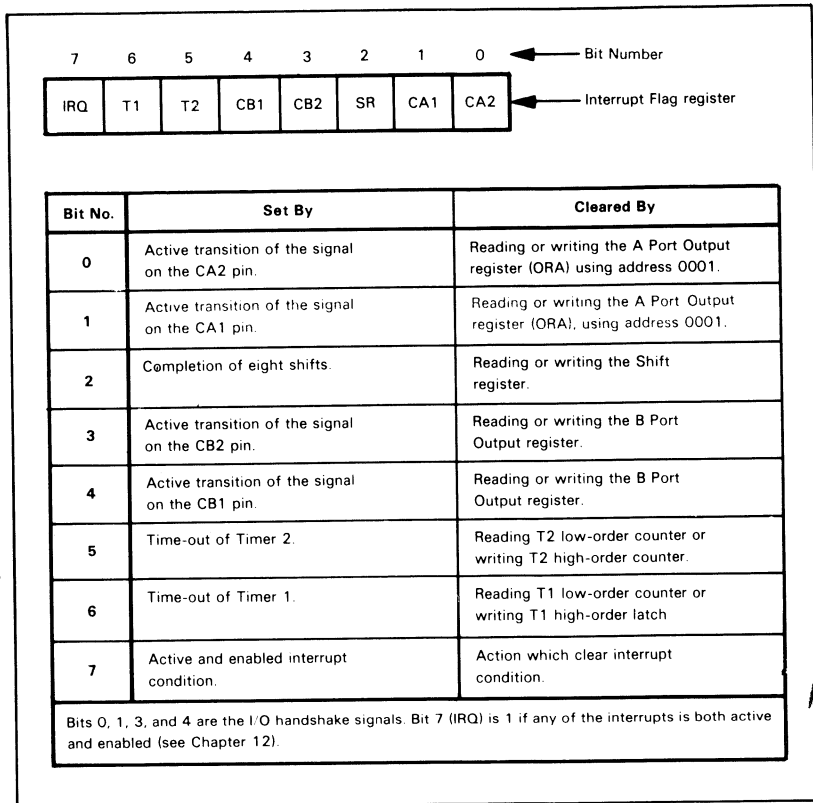 7 6 5 4 3 2 1 0 Bit Number
IRQ T1 T2 CB1 CB2 SR CA1 CA2 Interrupt Flag register
Bit No. Set By Cleared By
0 Active transition of the signal on the CA2 pin. Reading or writing the A Port Output register (ORA) using address 0001.
1 Active transition of the signal on the CA1 pin. Reading or writing the A Port Output register (ORA), using address 0001.
2 Completion of eight shifts. Reading or writing the Shift register.
3 Active transition of the signal on the CB2 pin. Reading or writing the B Port Output register.
4 Active transition of the signal on the CB1 pin. Reading or writing the B Port Output register.
5 Time-out of Timer 2. Reading T2 low-order counter or writing T2 high-order counter.
6 Time-out of Timer 1. Reading T1 low-order counter or writing T1 high-order latch
7 Active and enabled interrupt condition. Action which clear interrupt condition.
Bits 0, 1, 3, and 4 are the I/O handshake signals. Bit 7 (IRQ) is 1 if any of the interrupts is both active
and enabled (see Chapter 12).